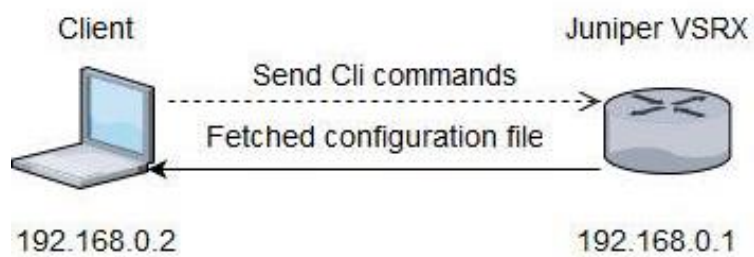 Client
Juniper VSRX
Send Cli commands
Fetched configuration file
192.168.0.2
192.168.0.1